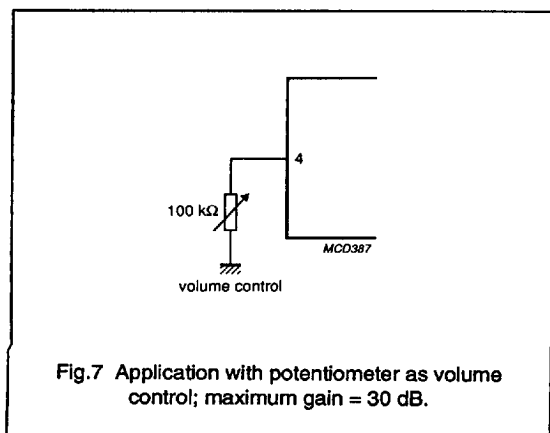 4
100 kΩ
MCD387
volume control
Fig.7 Application with potentiometer as volume
control; maximum gain = 30 dB.